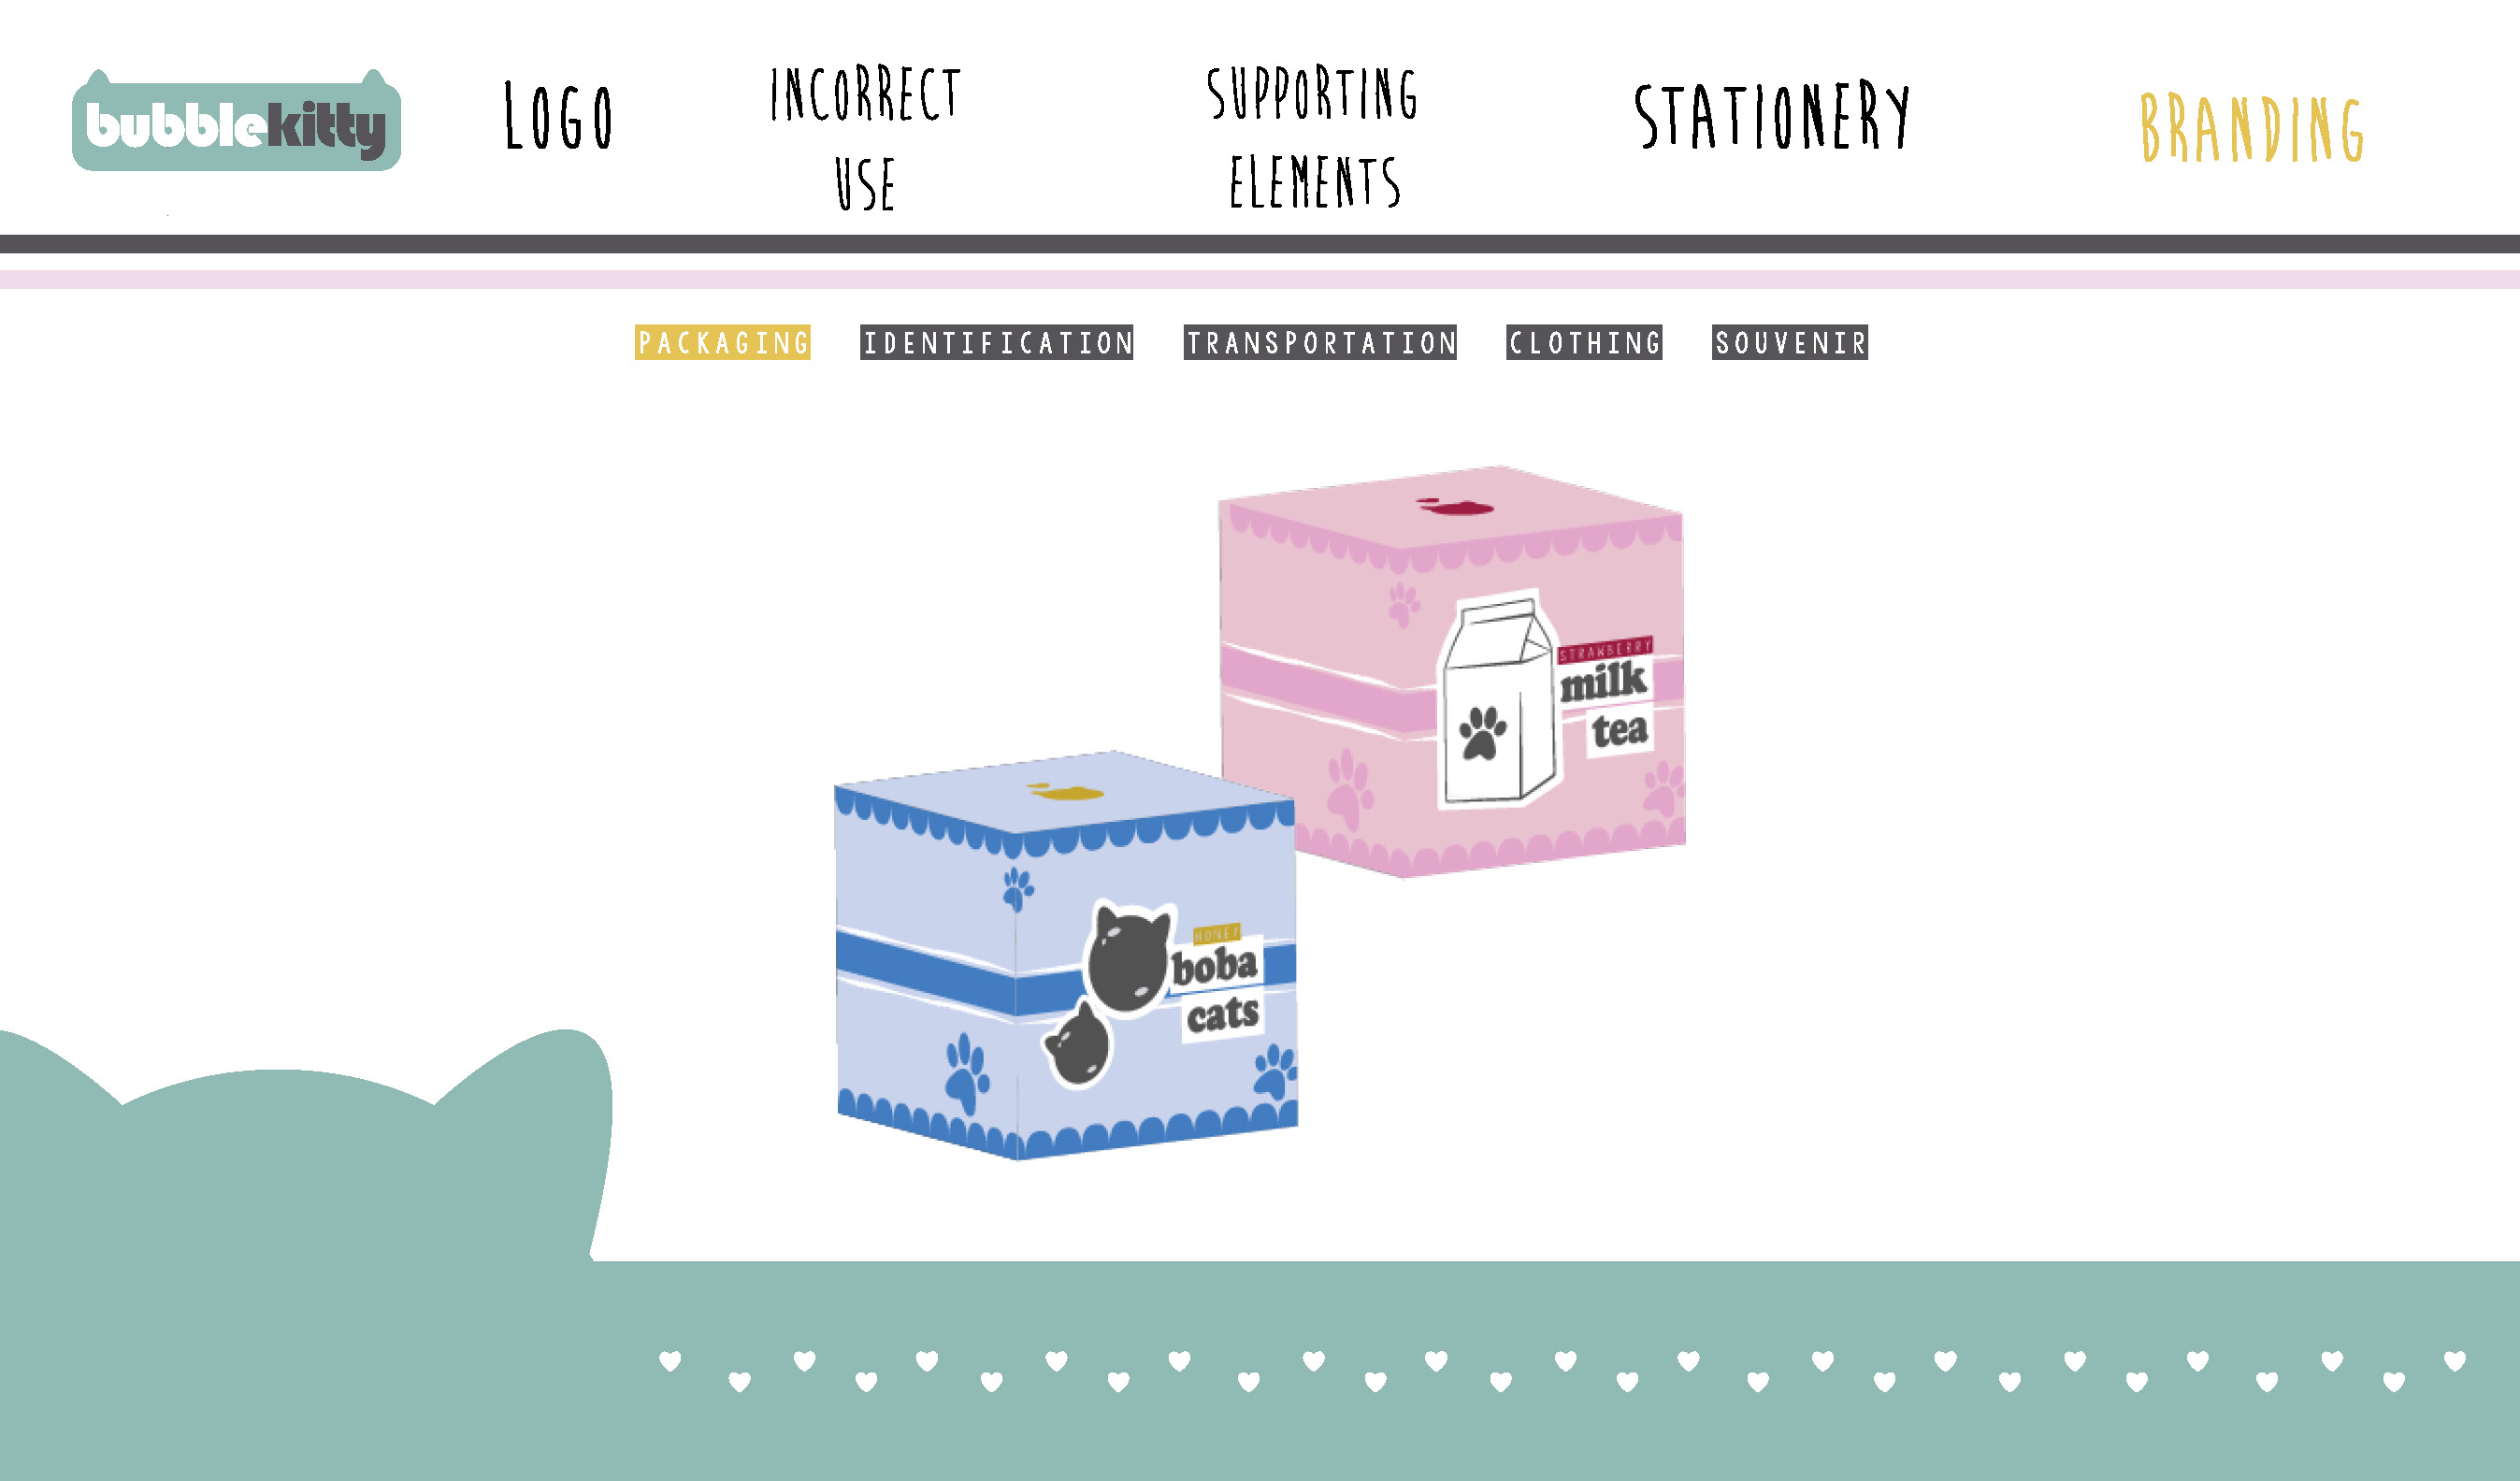 bubblekitty
LOGO
INCORRECT
USE
SUPPORTING
ELEMENTS
STATIONERY
BRANDING
PACKAGING
IDENTIFICATION
TRANSPORTATION
CLOTHING
SOUVENIR
STRAWBERRY
milk
tea
HONEY
boba
cats